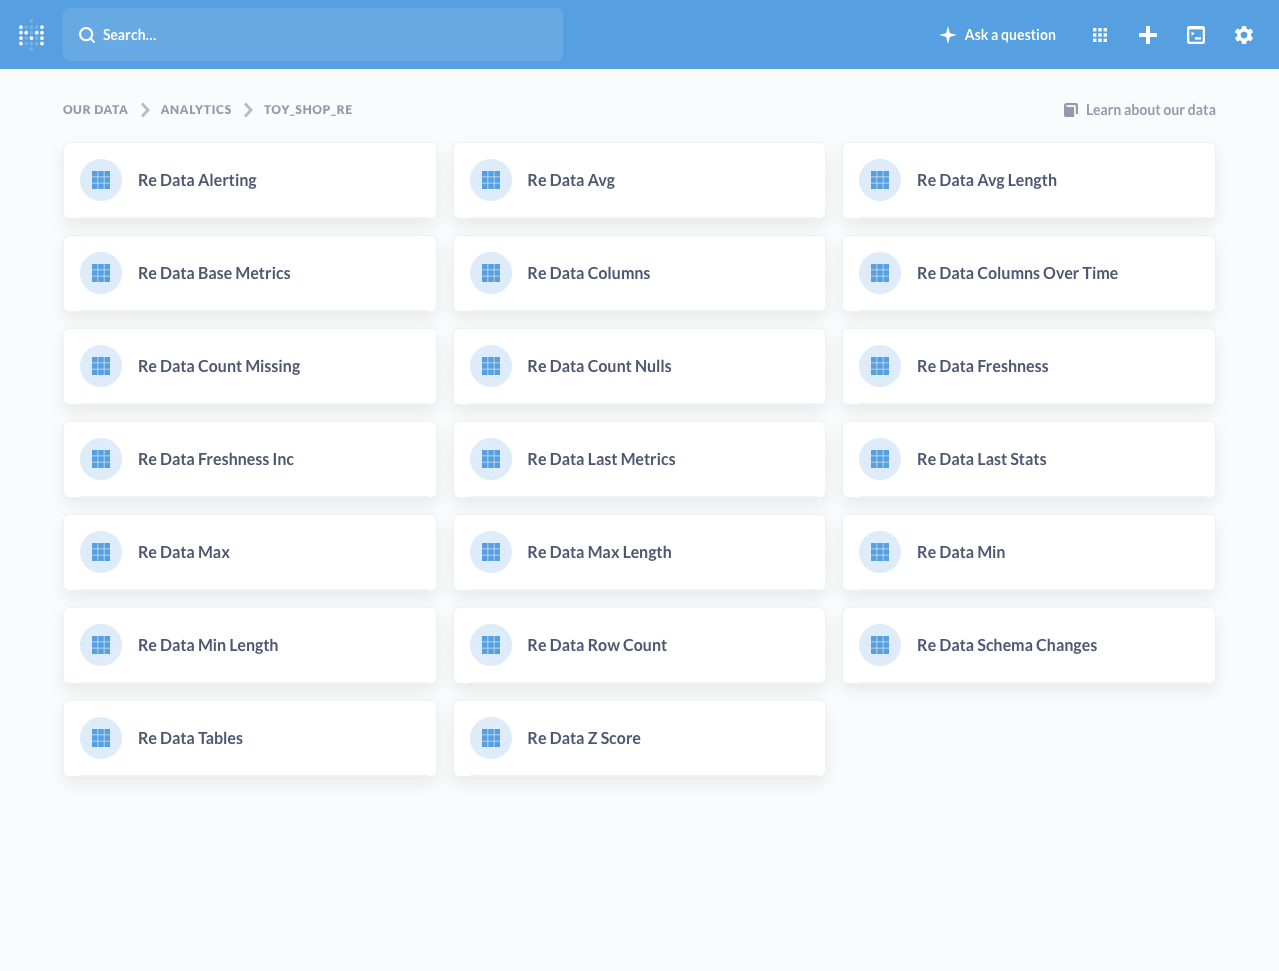 Search...
Ask a question
OUR DATA
ANALYTICS
TOY_SHOP_RE
Learn about our data
Re Data Alerting
Re Data Avg
Re Data Avg Length
Re Data Base Metrics
Re Data Columns
Re Data Columns Over Time
Re Data Count Missing
Re Data Count Nulls
Re Data Freshness
Re Data Freshness Inc
Re Data Last Metrics
Re Data Last Stats
Re Data Max
Re Data Max Length
Re Data Min
Re Data Min Length
Re Data Row Count
Re Data Schema Changes
Re Data Tables
Re Data Z Score